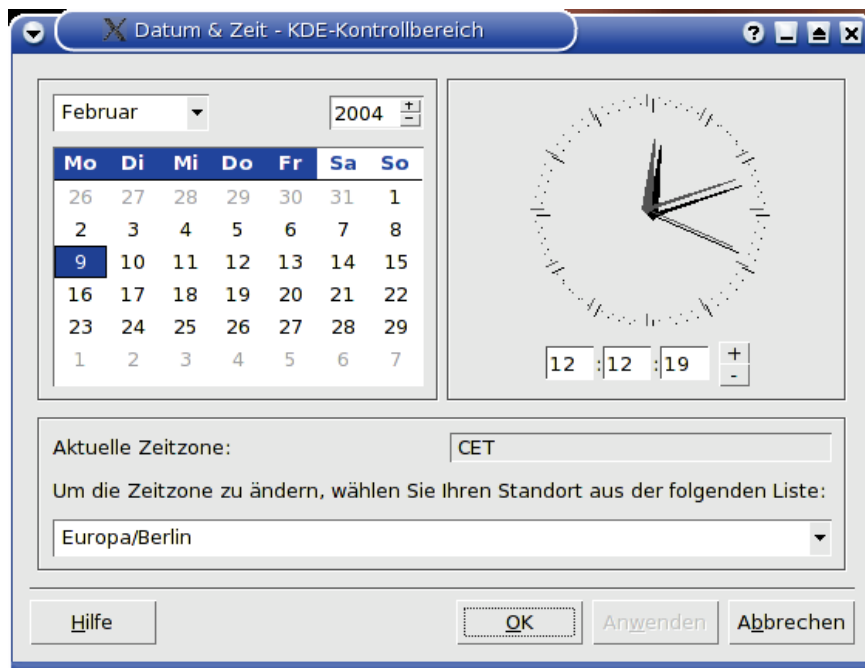 Datum & Zeit - KDE-Kontrollbereich
Februar 2004
Mo Di Mi Do Fr Sa So
26 27 28 29 30 31 1
2 3 4 5 6 7 8
9 10 11 12 13 14 15
16 17 18 19 20 21 22
23 24 25 26 27 28 29
1 2 3 4 5 6 7
12 :12 :19
Aktuelle Zeitzone: CET
Um die Zeitzone zu ändern, wählen Sie Ihren Standort aus der folgenden Liste:
Europa/Berlin
Hilfe OK Anwenden Abbrechen